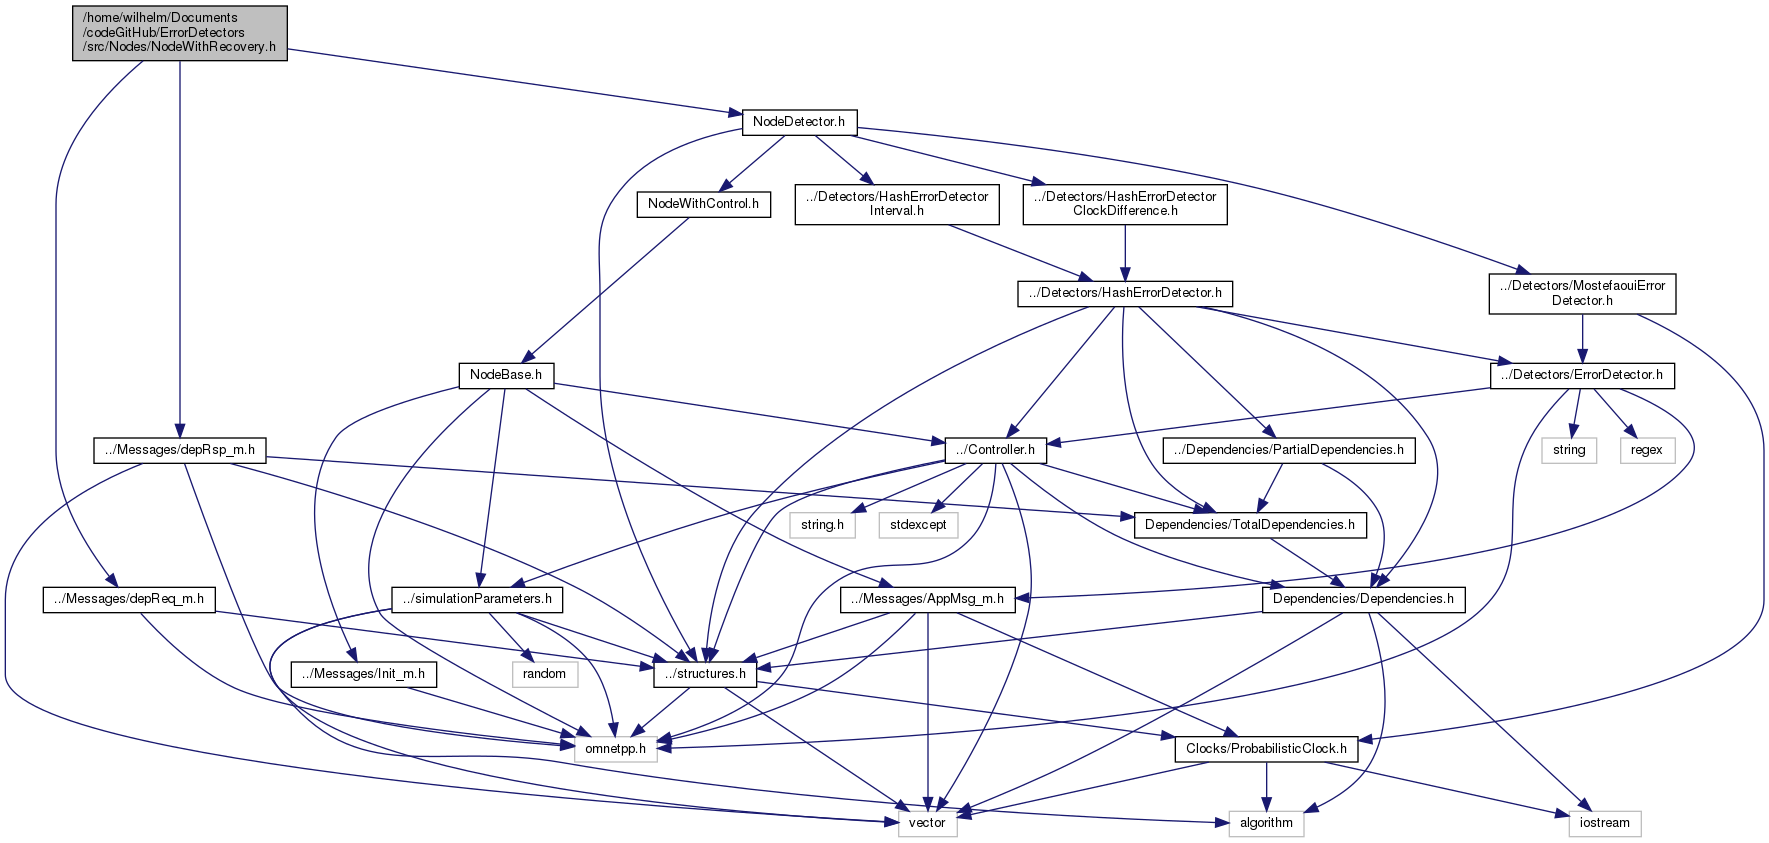 /home/wilhelm/Documents
/codeGitHub/ErrorDetectors
/src/Nodes/NodeWithRecovery.h
NodeDetector.h
NodeWithControl.h
../Detectors/HashErrorDetector
Interval.h
../Detectors/HashErrorDetector
ClockDifference.h
../Detectors/HashErrorDetector.h
../Detectors/MostefaouiError
Detector.h
NodeBase.h
../Detectors/ErrorDetector.h
../Messages/depRsp_m.h
../Controller.h
../Dependencies/PartialDependencies.h
string
regex
string.h
stdexcept
Dependencies/TotalDependencies.h
../Messages/depReq_m.h
../simulationParameters.h
../Messages/AppMsg_m.h
Dependencies/Dependencies.h
../Messages/Init_m.h
random
../structures.h
omnetpp.h
Clocks/ProbabilisticClock.h
vector
algorithm
iostream